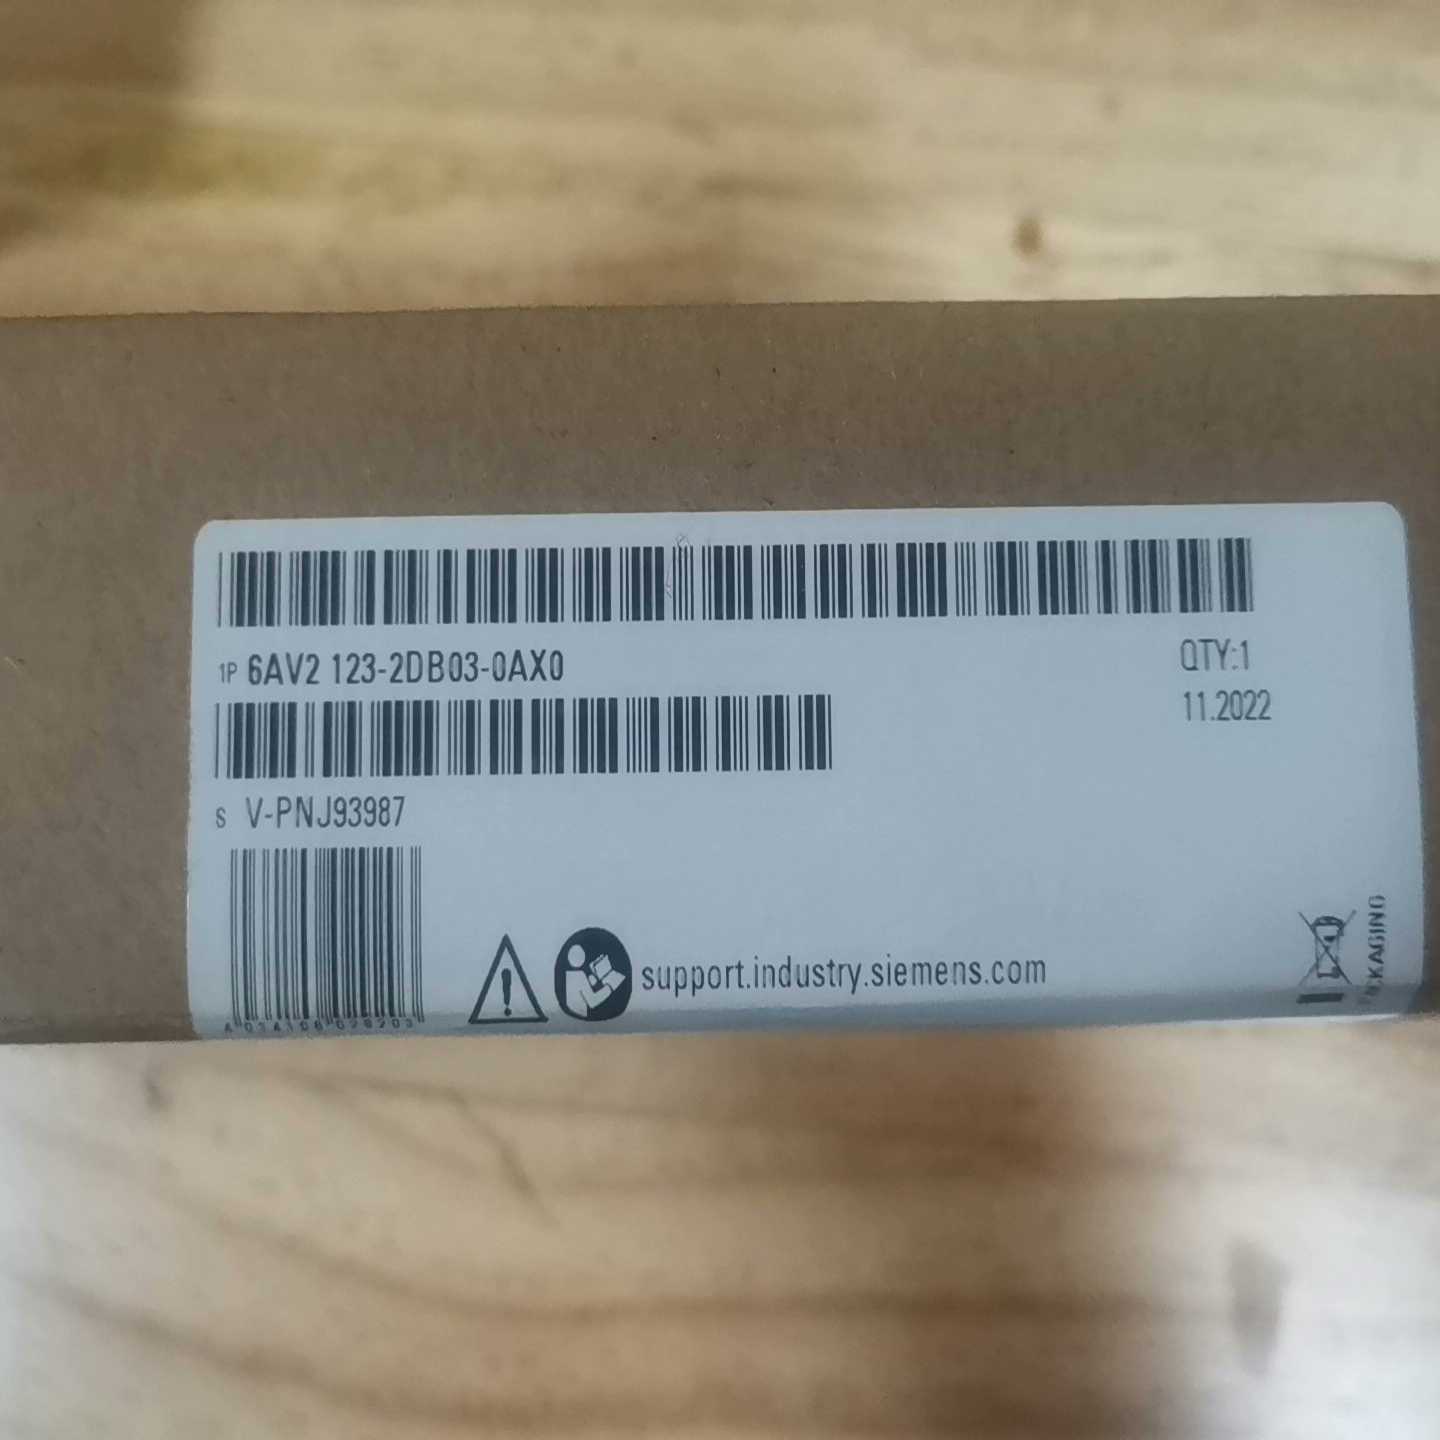 1P 6AV2 123-2DB03-0AX0
QTY:1
11.2022
S V-PNJ93987
support.industry.siemens.com